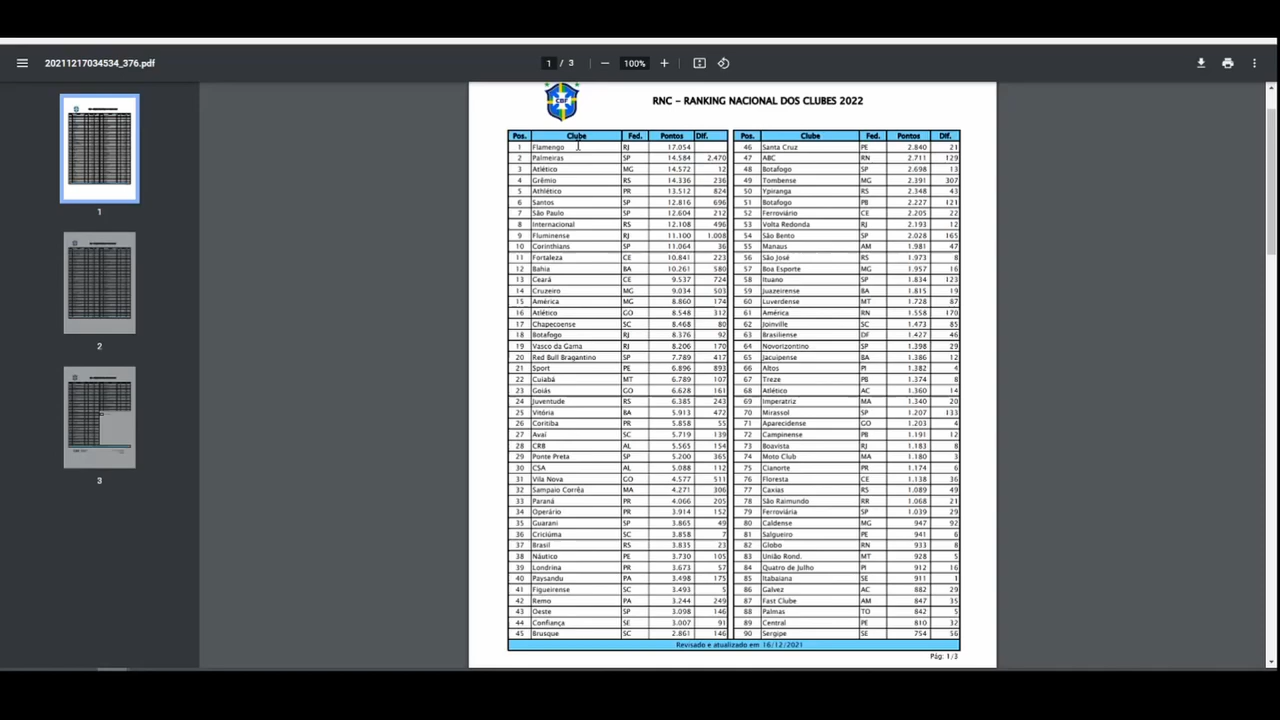 20211217034534_376.pdf
1 / 3
100%
1
2
3
CBF
RNC - RANKING NACIONAL DOS CLUBES 2022
Pos. Clube Fed. Pontos Dif. Pos. Clube Fed. Pontos Dif.
1 Flamengo RJ 17.054 46 Santa Cruz PE 2.840 21
2 Palmeiras SP 14.584 2.470 47 ABC RN 2.711 129
3 Atlético MG 14.572 12 48 Botafogo SP 2.698 13
4 Grêmio RS 14.336 236 49 Tombense MG 2.391 307
5 Athlético PR 13.512 824 50 Ypiranga RS 2.348 43
6 Santos SP 12.816 696 51 Botafogo PB 2.227 121
7 São Paulo SP 12.604 212 52 Ferroviário CE 2.205 22
8 Internacional RS 12.108 496 53 Volta Redonda RJ 2.193 12
9 Fluminense RJ 11.100 1.008 54 São Bento SP 2.028 165
10 Corinthians SP 11.064 36 55 Manaus AM 1.981 47
11 Fortaleza CE 10.841 223 56 São José RS 1.973 8
12 Bahia BA 10.261 580 57 Boa Esporte MG 1.957 16
13 Ceará CE 9.537 724 58 Ituano SP 1.834 123
14 Cruzeiro MG 9.034 503 59 Juazeirense BA 1.815 19
15 América MG 8.860 174 60 Luverdense MT 1.728 87
16 Atlético GO 8.548 312 61 América RN 1.558 170
17 Chapecoense SC 8.468 80 62 Joinville SC 1.473 85
18 Botafogo RJ 8.376 92 63 Brasiliense DF 1.427 46
19 Vasco da Gama RJ 8.206 170 64 Novorizontino SP 1.398 29
20 Red Bull Bragantino SP 7.789 417 65 Jacuipense BA 1.386 12
21 Sport PE 6.896 893 66 Altos PI 1.382 4
22 Cuiabá MT 6.789 107 67 Treze PB 1.374 8
23 Goiás GO 6.628 161 68 Atlético AC 1.360 14
24 Juventude RS 6.385 243 69 Imperatriz MA 1.340 20
25 Vitória BA 5.913 472 70 Mirassol SP 1.207 133
26 Coritiba PR 5.858 55 71 Aparecidense GO 1.203 4
27 Avaí SC 5.719 139 72 Campinense PB 1.191 12
28 CRB AL 5.565 154 73 Boavista RJ 1.183 8
29 Ponte Preta SP 5.200 365 74 Moto Club MA 1.180 3
30 CSA AL 5.088 112 75 Cianorte PR 1.174 6
31 Vila Nova GO 4.577 511 76 Floresta CE 1.138 36
32 Sampaio Corrêa MA 4.271 306 77 Caxias RS 1.089 49
33 Paraná PR 4.066 205 78 São Raimundo RR 1.068 21
34 Operário PR 3.914 152 79 Ferroviária SP 1.039 29
35 Guarani SP 3.865 49 80 Caldense MG 947 92
36 Criciúma SC 3.858 7 81 Salgueiro PE 941 6
37 Brasil RS 3.835 23 82 Globo RN 933 8
38 Náutico PE 3.730 105 83 União Rond. MT 928 5
39 Londrina PR 3.673 57 84 Quatro de Julho PI 912 16
40 Paysandu PA 3.498 175 85 Itabaiana SE 911 1
41 Figueirense SC 3.493 5 86 Galvez AC 882 29
42 Remo PA 3.244 249 87 Fast Clube AM 847 35
43 Oeste SP 3.098 146 88 Palmas TO 842 5
44 Confiança SE 3.007 91 89 Central PE 810 32
45 Brusque SC 2.861 146 90 Sergipe SE 754 56
Revisado e atualizado em 16/12/2021
Pág: 1/3